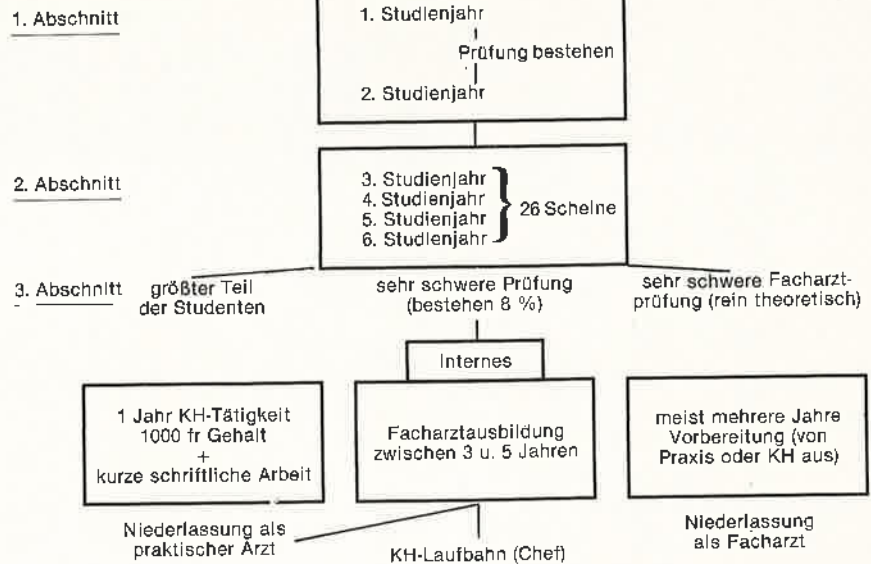 1. Abschnitt
1. Studienjahr
Prüfung bestehen
2. Studienjahr
2. Abschnitt
3. Studienjahr
4. Studienjahr
5. Studienjahr
6. Studienjahr
26 Scheine
3. Abschnitt
größter Teil
der Studenten
sehr schwere Prüfung
(bestehen 8 %)
sehr schwere Facharzt-
prüfung (rein theoretisch)
Internes
1 Jahr KH-Tätigkeit
1000 fr Gehalt
+
kurze schriftliche Arbeit
Facharztausbildung
zwischen 3 u. 5 Jahren
meist mehrere Jahre
Vorbereitung (von
Praxis oder KH aus)
Niederlassung als
praktischer Arzt
KH-Laufbahn (Chef)
Niederlassung
als Facharzt